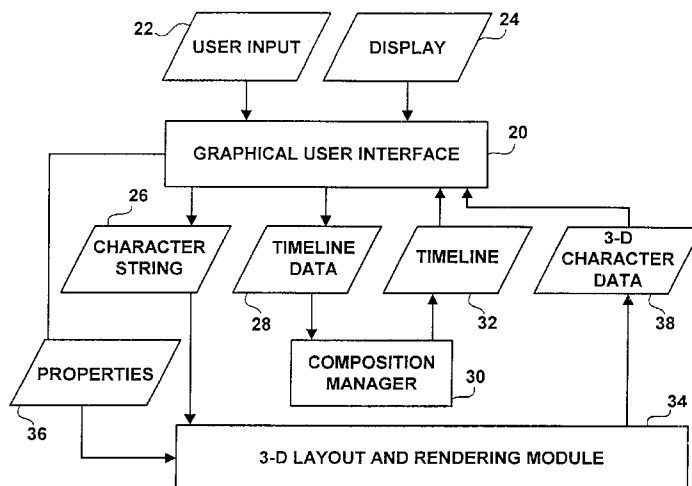 22
USER INPUT
DISPLAY
24
GRAPHICAL USER INTERFACE
20
26
CHARACTER
STRING
TIMELINE
DATA
28
TIMELINE
32
3-D
CHARACTER
DATA
38
PROPERTIES
36
COMPOSITION
MANAGER
30
34
3-D LAYOUT AND RENDERING MODULE